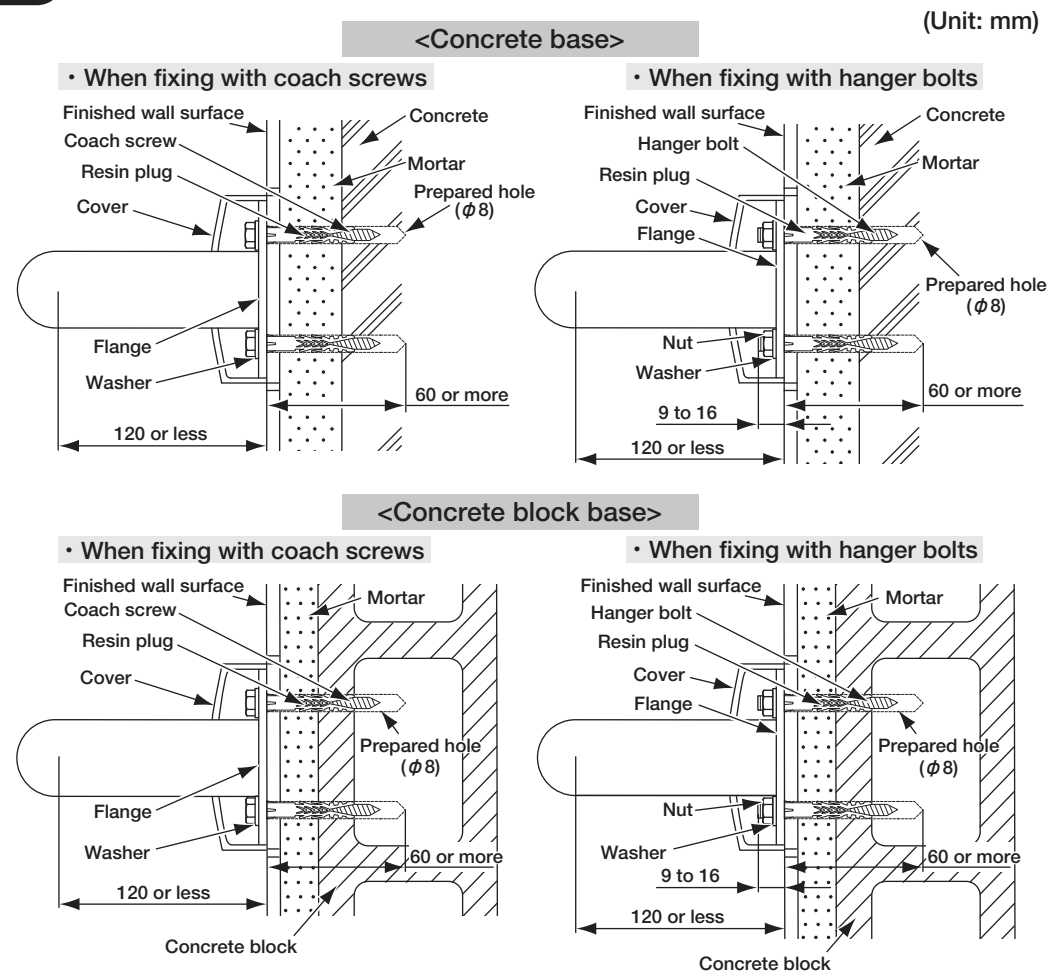 (Unit: mm)
<Concrete base>
・When fixing with coach screws
Finished wall surface
Coach screw
Resin plug
Cover
Concrete
Mortar
Prepared hole
(φ8)
Flange
Washer
60 or more
120 or less
・When fixing with hanger bolts
Finished wall surface
Hanger bolt
Resin plug
Cover
Flange
Concrete
Mortar
Prepared hole
(φ8)
Nut
Washer
60 or more
9 to 16
120 or less
<Concrete block base>
・When fixing with coach screws
Finished wall surface
Coach screw
Resin plug
Cover
Mortar
Prepared hole
(φ8)
Flange
Washer
60 or more
120 or less
Concrete block
・When fixing with hanger bolts
Finished wall surface
Hanger bolt
Resin plug
Cover
Flange
Mortar
Prepared hole
(φ8)
Nut
Washer
60 or more
9 to 16
120 or less
Concrete block